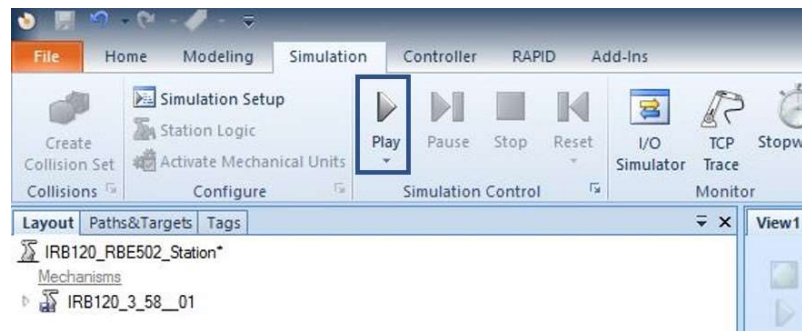 File Home Modeling Simulation Controller RAPID Add-Ins
Simulation Setup
Station Logic
Activate Mechanical Units
Create
Collision Set
Play Pause Stop Reset
I/O
Simulator
TCP
Trace
Stopw
Collisions Configure Simulation Control Monito
Layout Paths&Targets Tags View1
IRB120_RBE502_Station*
Mechanisms
IRB120_3_58__01